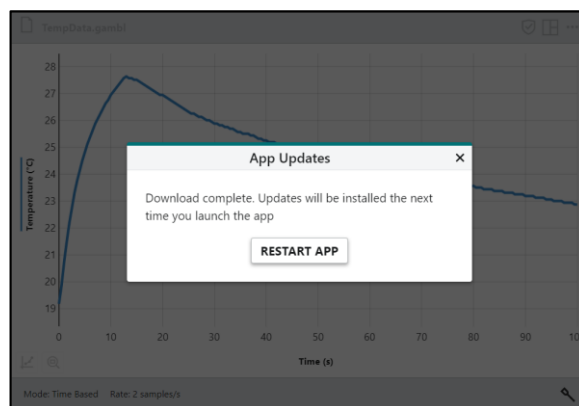 TempData.gambl
28
27
26
25
24
23
22
21
20
19
Temperature (°C)
App Updates
Download complete. Updates will be installed the next
time you launch the app
RESTART APP
0 10 20 30 40 50 60 70 80 90 100
Time (s)
Mode: Time Based Rate: 2 samples/s